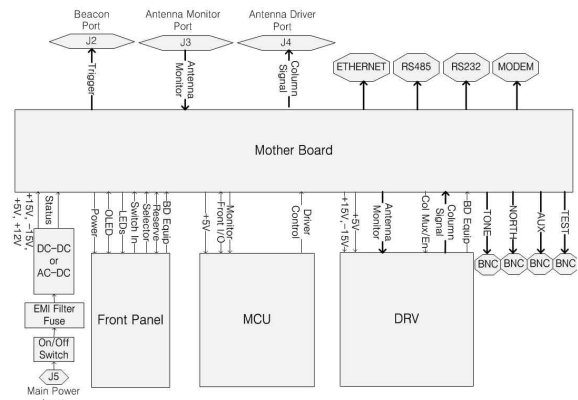 Beacon
Port
J2
Antenna Monitor
Port
J3
Antenna Driver
Port
J4
Trigger
Antenna
Monitor
Column
Signal
ETHERNET
RS485
RS232
MODEM
Mother Board
+15V, -15V,
+5V, +12V
Status
Power
OLED
LEDs
Switch In
Selector
Reserve
BD Equip
+5V
Front I/O
Monitor
Driver
Control
+15V, -15V
+5V
Antenna
Monitor
Col Mux/En
Column
Signal
BD Equip
TONE
NORTH
AUX
TEST
BNC
BNC
BNC
BNC
DC-DC
or
AC-DC
EMI Filter
Fuse
On/Off
Switch
J5
Main Power
Front Panel
MCU
DRV